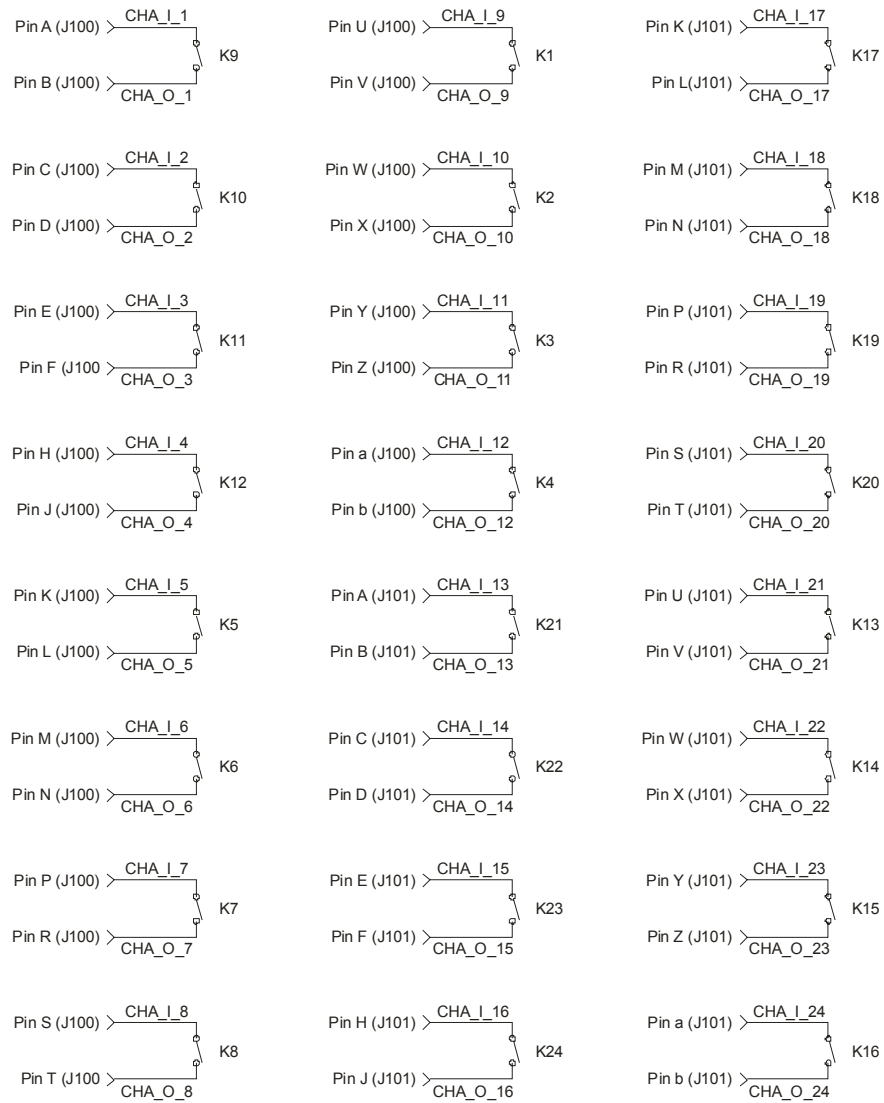 CHA_I_1
Pin A (J100)
K9
Pin B (J100)
CHA_O_1
CHA_I_9
Pin U (J100)
K1
Pin V (J100)
CHA_O_9
CHA_I_17
Pin K (J101)
K17
Pin L(J101)
CHA_O_17
CHA_I_2
Pin C (J100)
K10
Pin D (J100)
CHA_O_2
CHA_I_10
Pin W (J100)
K2
Pin X (J100)
CHA_O_10
CHA_I_18
Pin M (J101)
K18
Pin N (J101)
CHA_O_18
CHA_I_3
Pin E (J100)
K11
Pin F (J100
CHA_O_3
CHA_I_11
Pin Y (J100)
K3
Pin Z (J100)
CHA_O_11
CHA_I_19
Pin P (J101)
K19
Pin R (J101)
CHA_O_19
CHA_I_4
Pin H (J100)
K12
Pin J (J100)
CHA_O_4
CHA_I_12
Pin a (J100)
K4
Pin b (J100)
CHA_O_12
CHA_I_20
Pin S (J101)
K20
Pin T (J101)
CHA_O_20
CHA_I_5
Pin K (J100)
K5
Pin L (J100)
CHA_O_5
CHA_I_13
Pin A (J101)
K21
Pin B (J101)
CHA_O_13
CHA_I_21
Pin U (J101)
K13
Pin V (J101)
CHA_O_21
CHA_I_6
Pin M (J100)
K6
Pin N (J100)
CHA_O_6
CHA_I_14
Pin C (J101)
K22
Pin D (J101)
CHA_O_14
CHA_I_22
Pin W (J101)
K14
Pin X (J101)
CHA_O_22
CHA_I_7
Pin P (J100)
K7
Pin R (J100)
CHA_O_7
CHA_I_15
Pin E (J101)
K23
Pin F (J101)
CHA_O_15
CHA_I_23
Pin Y (J101)
K15
Pin Z (J101)
CHA_O_23
CHA_I_8
Pin S (J100)
K8
Pin T (J100
CHA_O_8
CHA_I_16
Pin H (J101)
K24
Pin J (J101)
CHA_O_16
CHA_I_24
Pin a (J101)
K16
Pin b (J101)
CHA_O_24